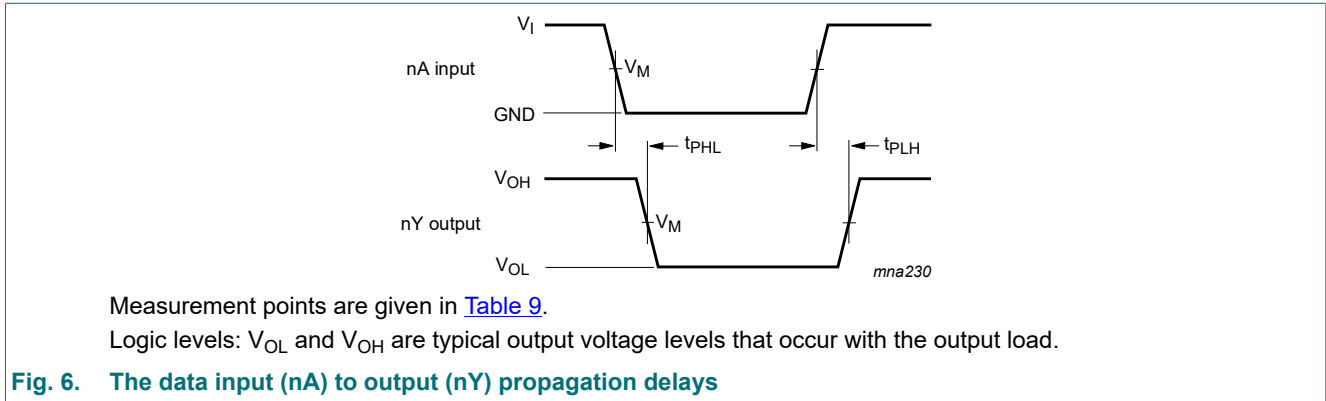 V_I
nA input
V_M
GND
t_PHL
t_PLH
V_OH
nY output
V_M
V_OL
mna230
Measurement points are given in Table 9.
Logic levels: V_OL and V_OH are typical output voltage levels that occur with the output load.
Fig. 6. The data input (nA) to output (nY) propagation delays